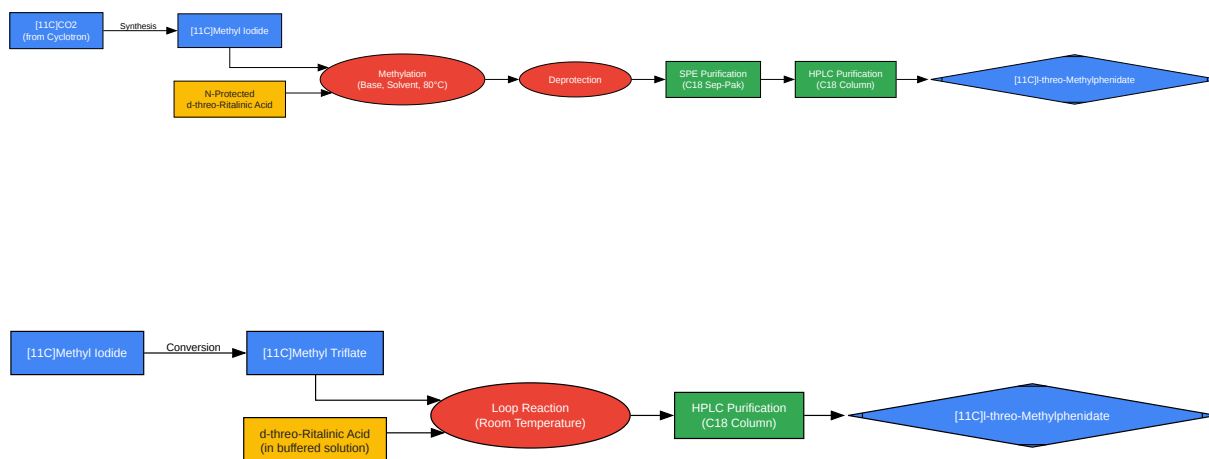 [11C]CO2
(from Cyclotron)
Synthesis
[11C]Methyl Iodide
N-Protected
d-threo-Ritalinic Acid
Methylation
(Base, Solvent, 80°C)
Deprotection
SPE Purification
(C18 Sep-Pak)
HPLC Purification
(C18 Column)
[11C]l-threo-Methylphenidate
[11C]Methyl Iodide
Conversion
[11C]Methyl Triflate
d-threo-Ritalinic Acid
(in buffered solution)
Loop Reaction
(Room Temperature)
HPLC Purification
(C18 Column)
[11C]l-threo-Methylphenidate